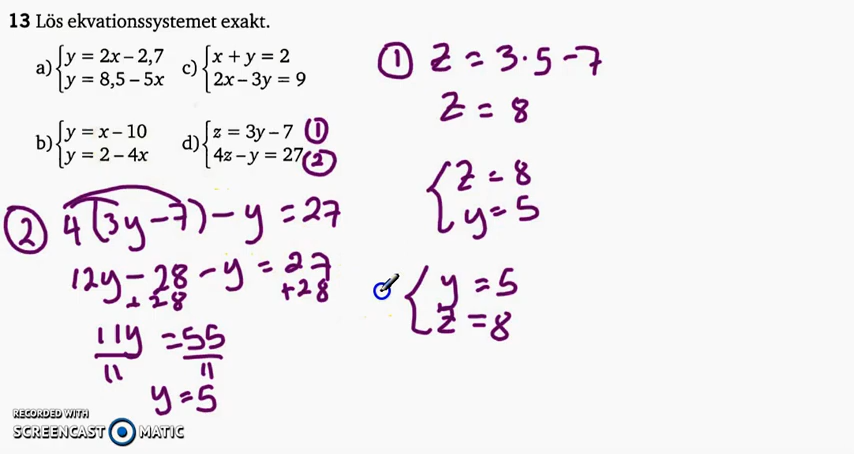 13 Lös ekvationssystemet exakt.
a) { y = 2x – 2,7
y = 8,5 – 5x
c) { x + y = 2
2x – 3y = 9
b) { y = x – 10
y = 2 – 4x
d) { z = 3y – 7 ①
4z – y = 27 ②
② 4(3y – 7) – y = 27
12y – 28 – y = 27
+ 28 +28
11y = 55
11 11
y = 5
① z = 3·5 – 7
z = 8
{ z = 8
y = 5
{ y = 5
z = 8
RECORDED WITH
SCREENCAST MATIC